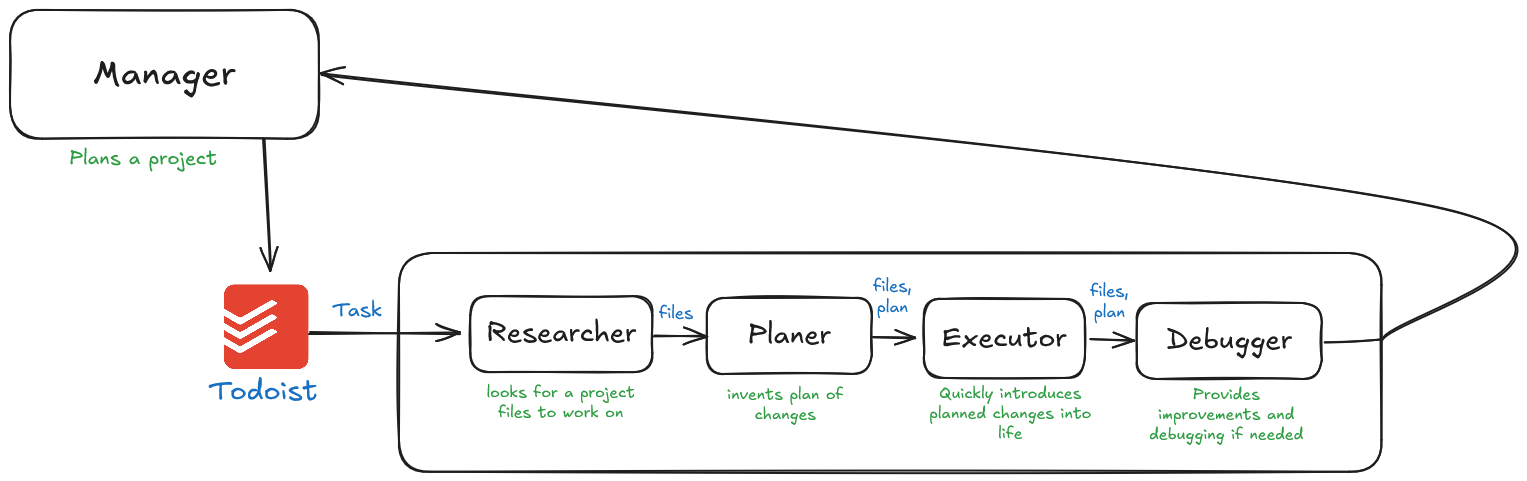 Manager
Plans a project
Todoist
Task
Researcher
looks for a project
files to work on
files
Planer
invents plan of
changes
files,
plan
Executor
Quickly introduces
planned changes into
life
files,
plan
Debugger
Provides
improvements and
debugging if needed